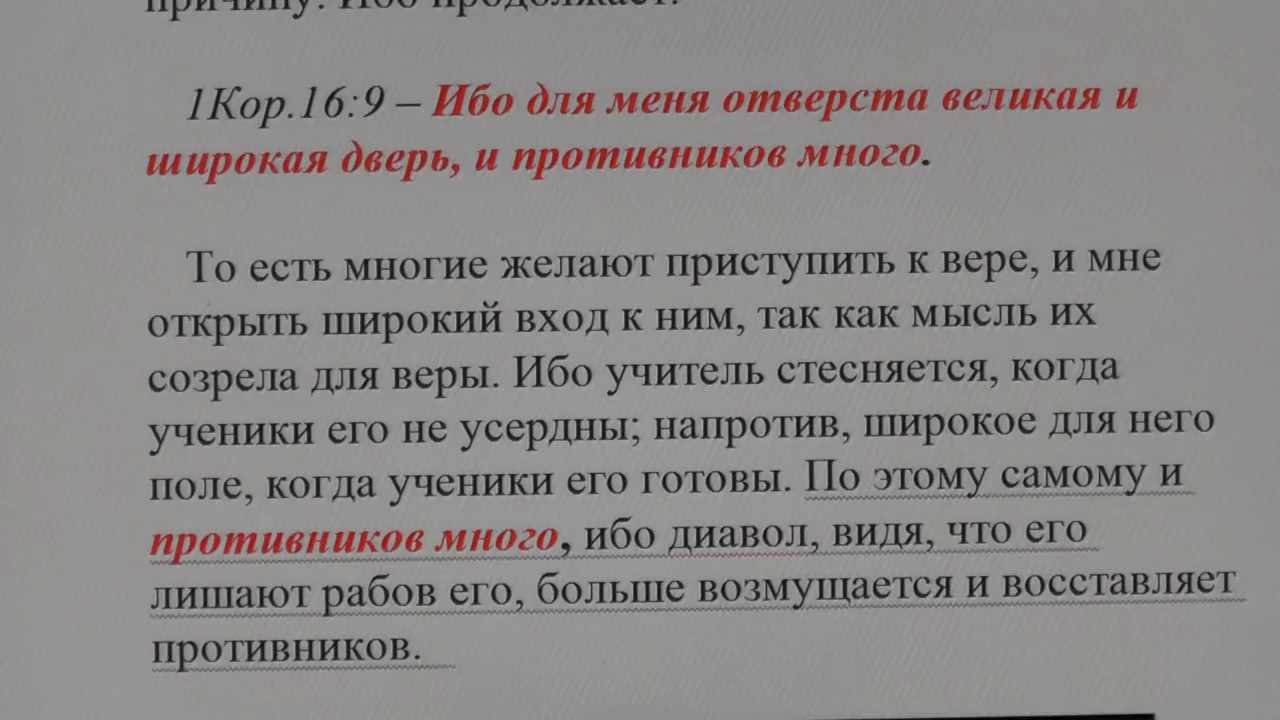 причину. Ибо продолжает:
1Кор.16:9 – Ибо для меня отверста великая и
широкая дверь, и противников много.
То есть многие желают приступить к вере, и мне
открыть широкий вход к ним, так как мысль их
созрела для веры. Ибо учитель стесняется, когда
ученики его не усердны; напротив, широкое для него
поле, когда ученики его готовы. По этому самому и
противников много, ибо диавол, видя, что его
лишают рабов его, больше возмущается и восставляет
противников.